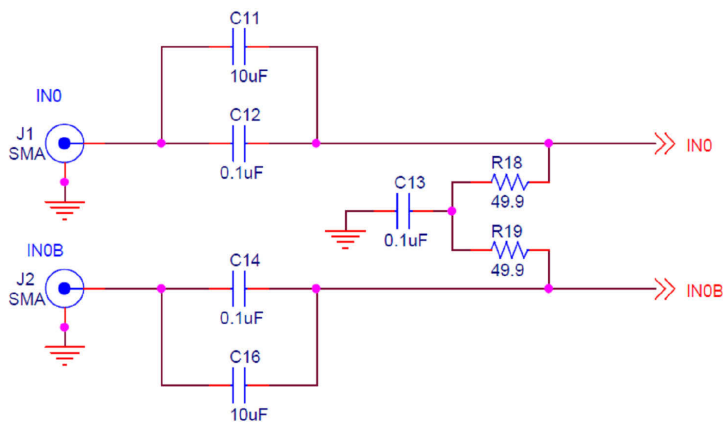 C11
10uF
IN0
J1
SMA
C12
0.1uF
IN0
R18
49.9
C13
0.1uF
R19
49.9
IN0B
J2
SMA
C14
0.1uF
IN0B
C16
10uF